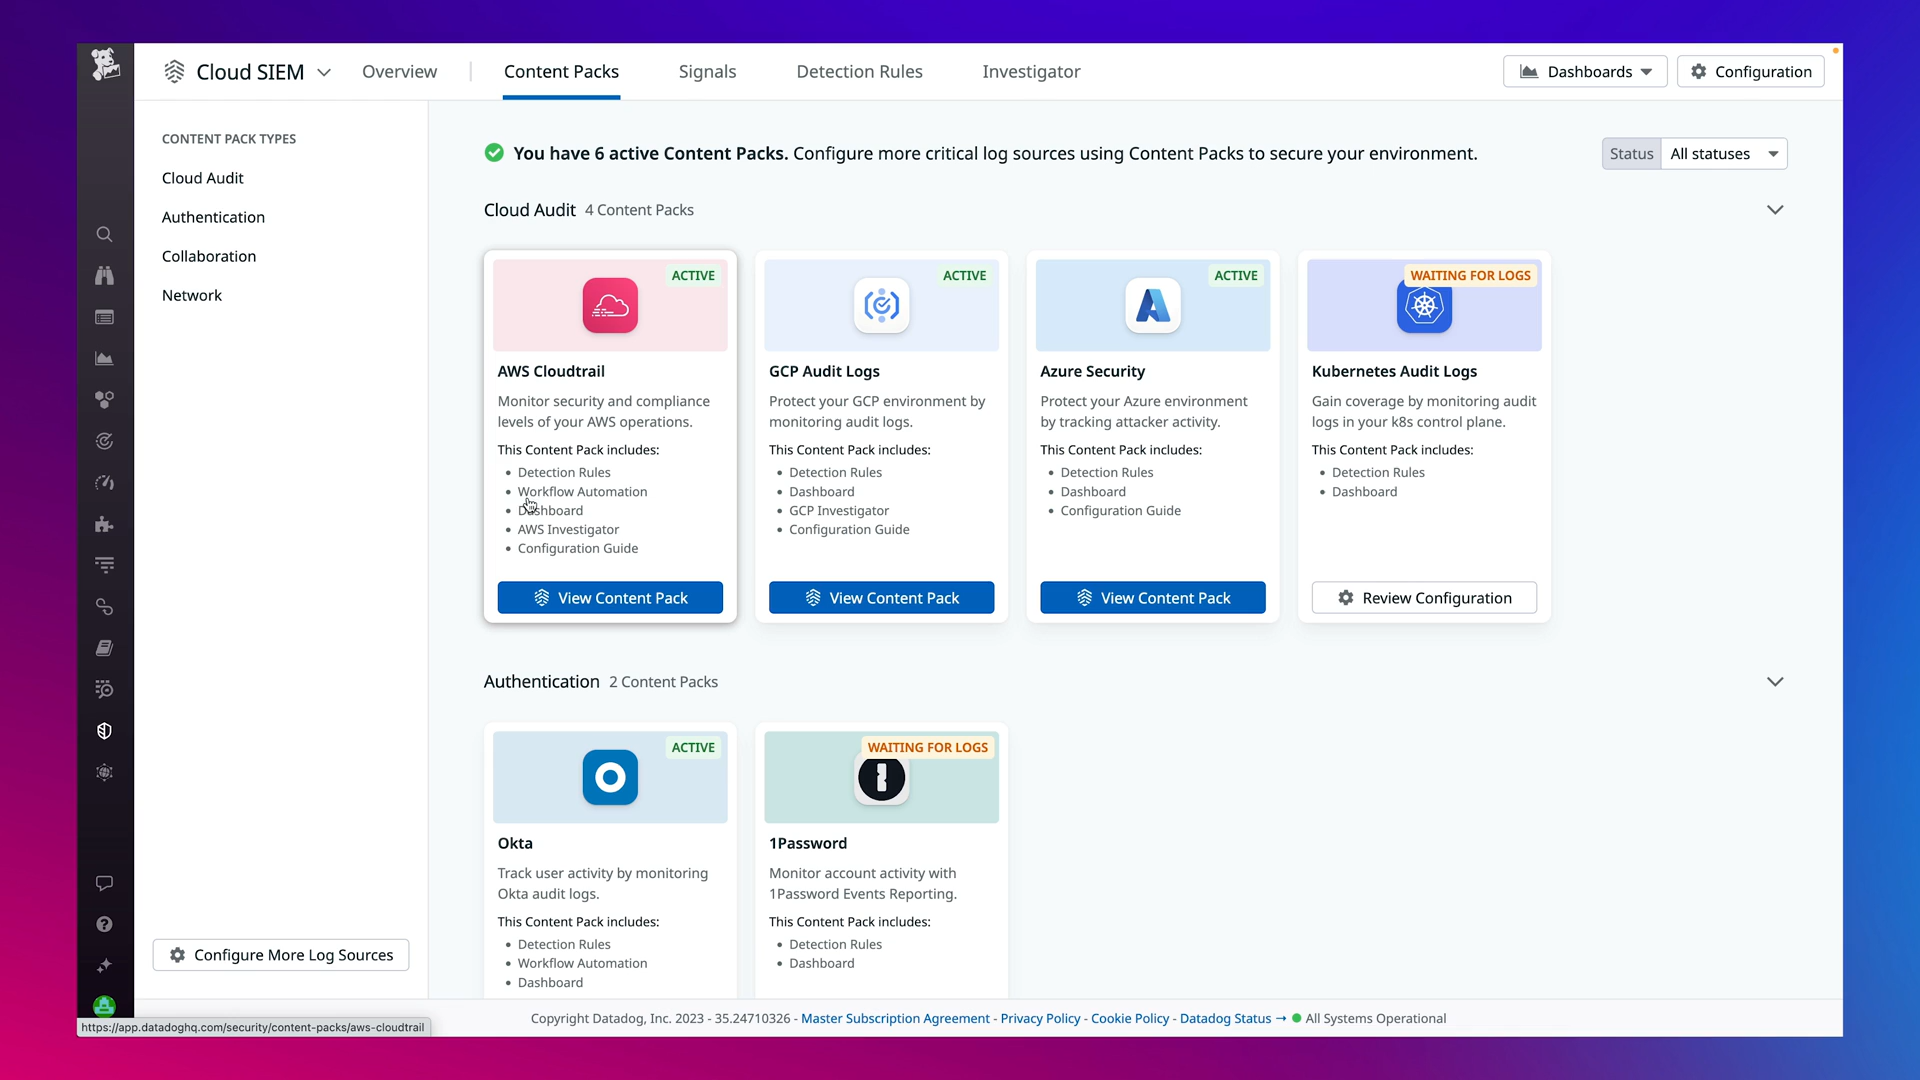 Cloud SIEM
Overview
Content Packs
Signals
Detection Rules
Investigator
Dashboards
Configuration
CONTENT PACK TYPES
Cloud Audit
Authentication
Collaboration
Network
Configure More Log Sources
You have 6 active Content Packs. Configure more critical log sources using Content Packs to secure your environment.
Status
All statuses
Cloud Audit 4 Content Packs
ACTIVE
AWS Cloudtrail
Monitor security and compliance
levels of your AWS operations.
This Content Pack includes:
Detection Rules
Workflow Automation
Dashboard
AWS Investigator
Configuration Guide
View Content Pack
ACTIVE
GCP Audit Logs
Protect your GCP environment by
monitoring audit logs.
This Content Pack includes:
Detection Rules
Dashboard
GCP Investigator
Configuration Guide
View Content Pack
ACTIVE
Azure Security
Protect your Azure environment
by tracking attacker activity.
This Content Pack includes:
Detection Rules
Dashboard
Configuration Guide
View Content Pack
WAITING FOR LOGS
Kubernetes Audit Logs
Gain coverage by monitoring audit
logs in your k8s control plane.
This Content Pack includes:
Detection Rules
Dashboard
Review Configuration
Authentication 2 Content Packs
ACTIVE
Okta
Track user activity by monitoring
Okta audit logs.
This Content Pack includes:
Detection Rules
Workflow Automation
Dashboard
WAITING FOR LOGS
1Password
Monitor account activity with
1Password Events Reporting.
This Content Pack includes:
Detection Rules
Dashboard
Copyright Datadog, Inc. 2023 - 35.24710326 - Master Subscription Agreement - Privacy Policy - Cookie Policy - Datadog Status → All Systems Operational
https://app.datadoghq.com/security/content-packs/aws-cloudtrail